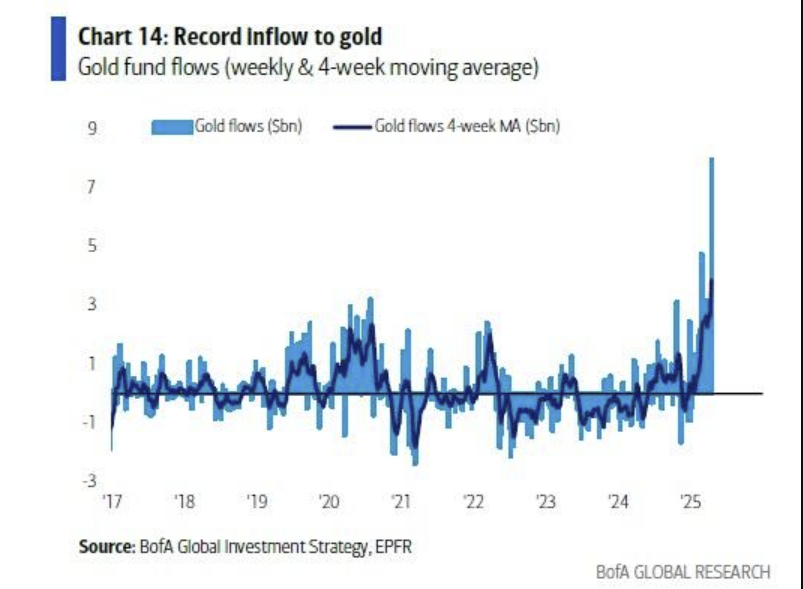 Chart 14: Record inflow to gold
Gold fund flows (weekly & 4-week moving average)
Gold flows ($bn)
Gold flows 4-week MA ($bn)
9
7
5
3
1
-1
-3
'17 '18 '19 '20 '21 '22 '23 '24 '25
Source: BofA Global Investment Strategy, EPFR
BofA GLOBAL RESEARCH